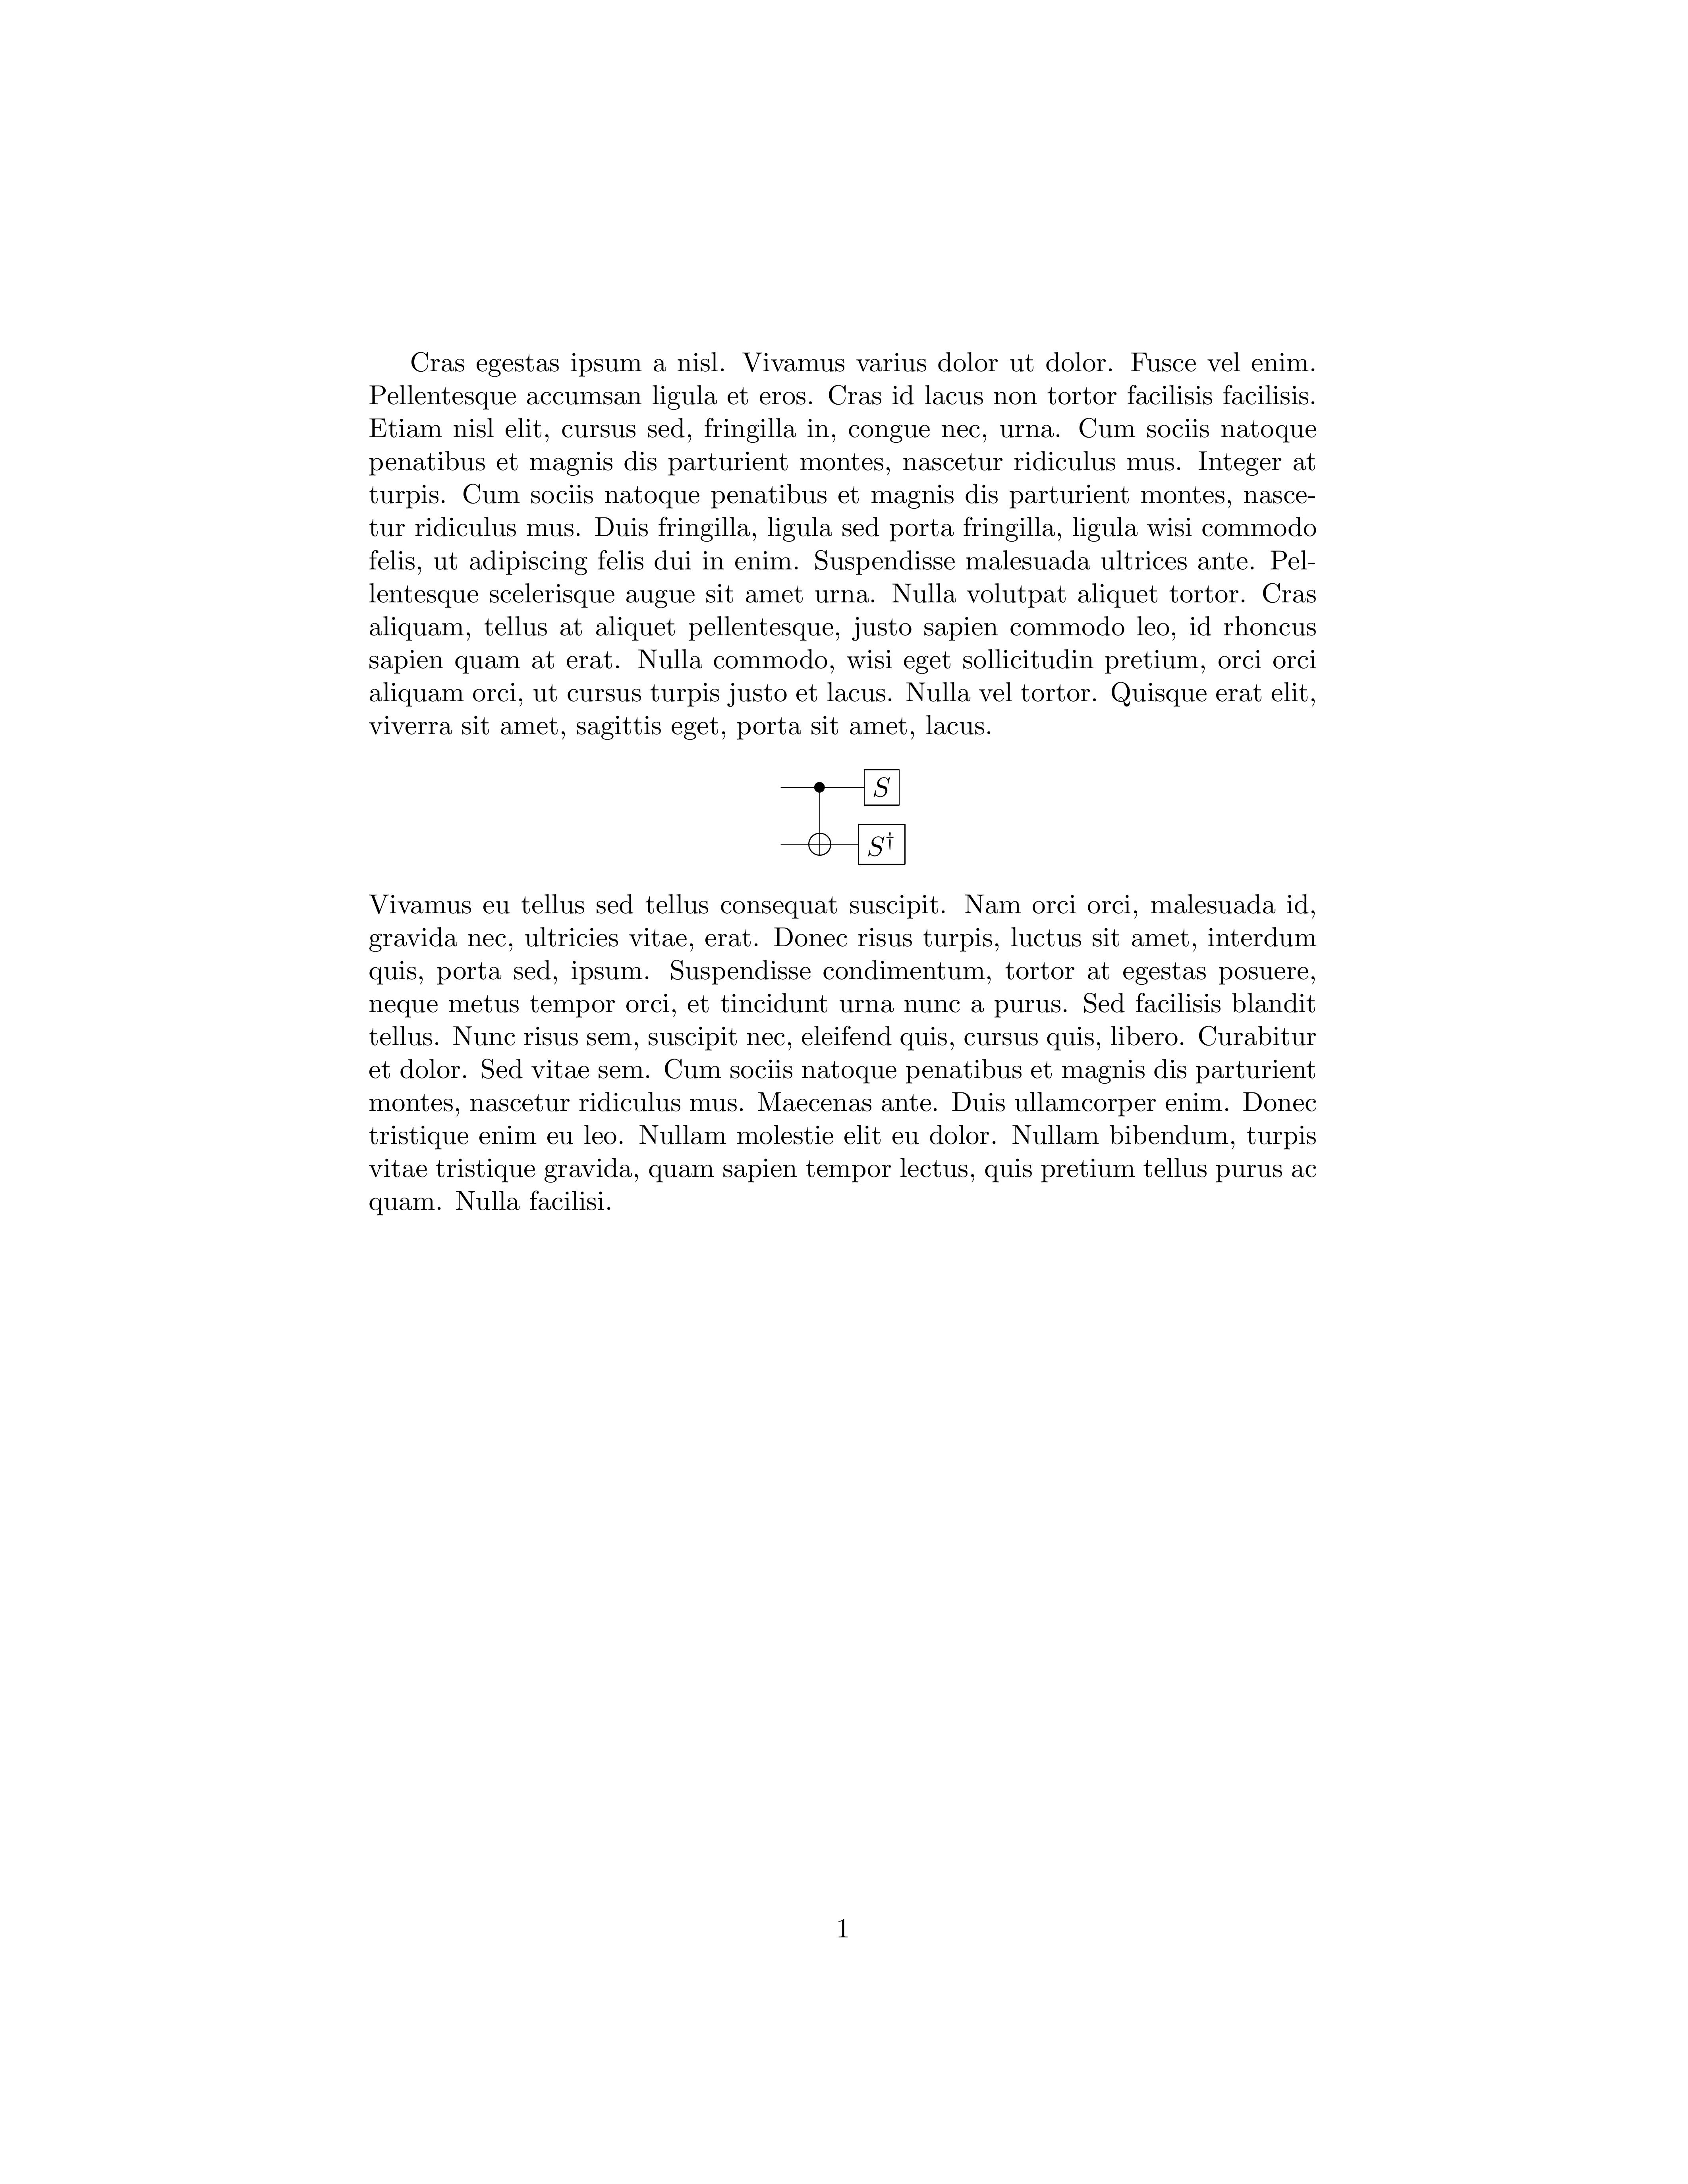 Cras egestas ipsum a nisl. Vivamus varius dolor ut dolor. Fusce vel enim.
Pellentesque accumsan ligula et eros. Cras id lacus non tortor facilisis facilisis.
Etiam nisl elit, cursus sed, fringilla in, congue nec, urna. Cum sociis natoque
penatibus et magnis dis parturient montes, nascetur ridiculus mus. Integer at
turpis. Cum sociis natoque penatibus et magnis dis parturient montes, nasce-
tur ridiculus mus. Duis fringilla, ligula sed porta fringilla, ligula wisi commodo
felis, ut adipiscing felis dui in enim. Suspendisse malesuada ultrices ante. Pel-
lentesque scelerisque augue sit amet urna. Nulla volutpat aliquet tortor. Cras
aliquam, tellus at aliquet pellentesque, justo sapien commodo leo, id rhoncus
sapien quam at erat. Nulla commodo, wisi eget sollicitudin pretium, orci orci
aliquam orci, ut cursus turpis justo et lacus. Nulla vel tortor. Quisque erat elit,
viverra sit amet, sagittis eget, porta sit amet, lacus.
S
S†
Vivamus eu tellus sed tellus consequat suscipit. Nam orci orci, malesuada id,
gravida nec, ultricies vitae, erat. Donec risus turpis, luctus sit amet, interdum
quis, porta sed, ipsum. Suspendisse condimentum, tortor at egestas posuere,
neque metus tempor orci, et tincidunt urna nunc a purus. Sed facilisis blandit
tellus. Nunc risus sem, suscipit nec, eleifend quis, cursus quis, libero. Curabitur
et dolor. Sed vitae sem. Cum sociis natoque penatibus et magnis dis parturient
montes, nascetur ridiculus mus. Maecenas ante. Duis ullamcorper enim. Donec
tristique enim eu leo. Nullam molestie elit eu dolor. Nullam bibendum, turpis
vitae tristique gravida, quam sapien tempor lectus, quis pretium tellus purus ac
quam. Nulla facilisi.
1